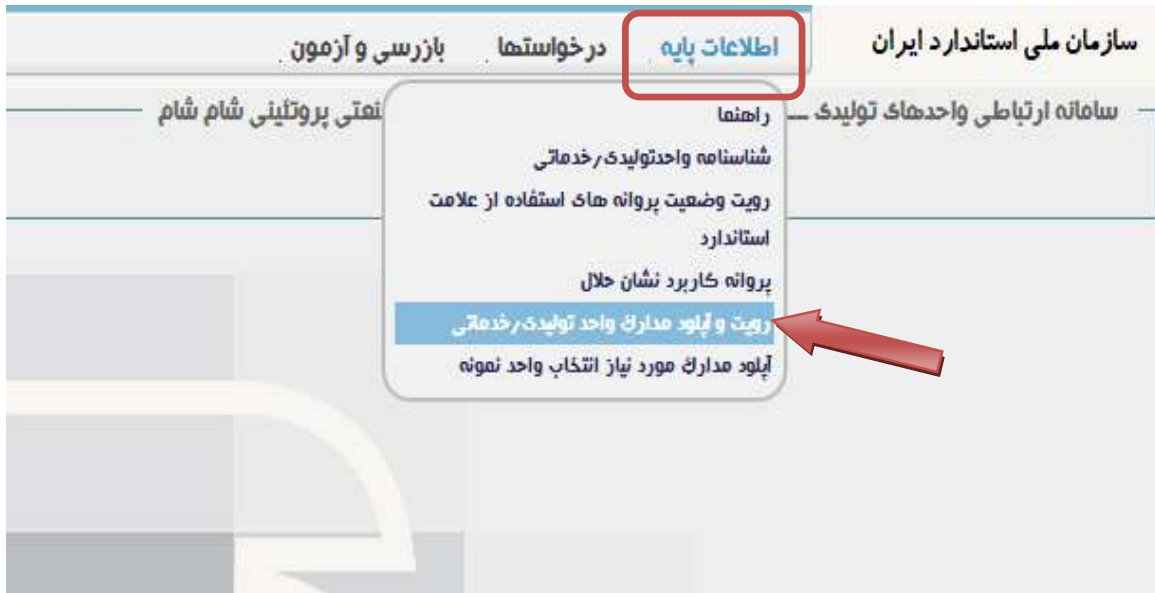 سازمان ملی استاندارد ایران
اطلاعات پایه
درخواستها
بازرسی و آزمون
سامانه ارتباطی واحدهای تولیدی
نعتی پروتئینی شام شام
راهنما
شناسنامه واحدتولیدی/خدماتی
رویت وضعیت پروانه های استفاده از علامت
استاندارد
پروانه کاربرد نشان حلال
رویت و آپلود مدارک واحد تولیدی/خدماتی
آپلود مدارک مورد نیاز انتخاب واحد نمونه